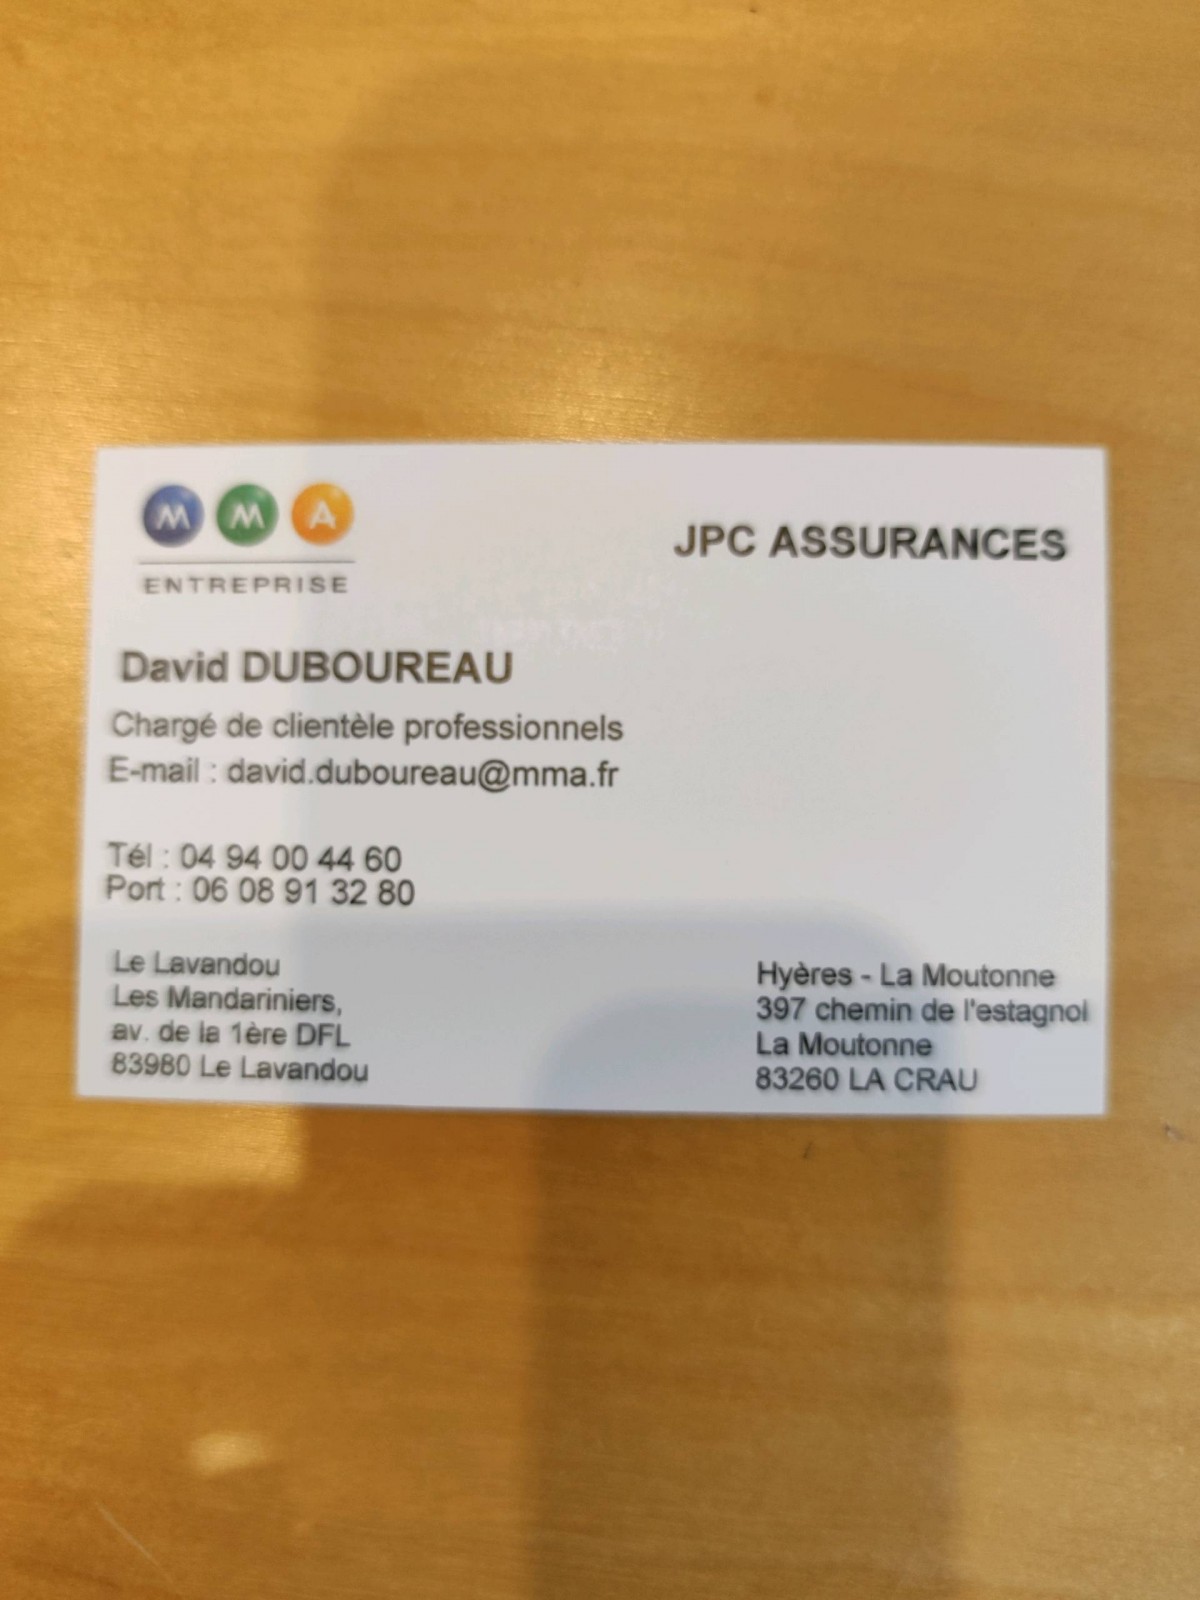 MMA
ENTREPRISE
JPC ASSURANCES
David DUBOUREAU
Chargé de clientèle professionnels
E-mail : david.duboureau@mma.fr
Tél : 04 94 00 44 60
Port : 06 08 91 32 80
Le Lavandou
Les Mandariniers,
av. de la 1ère DFL
83980 Le Lavandou
Hyères - La Moutonne
397 chemin de l'estagnol
La Moutonne
83260 LA CRAU